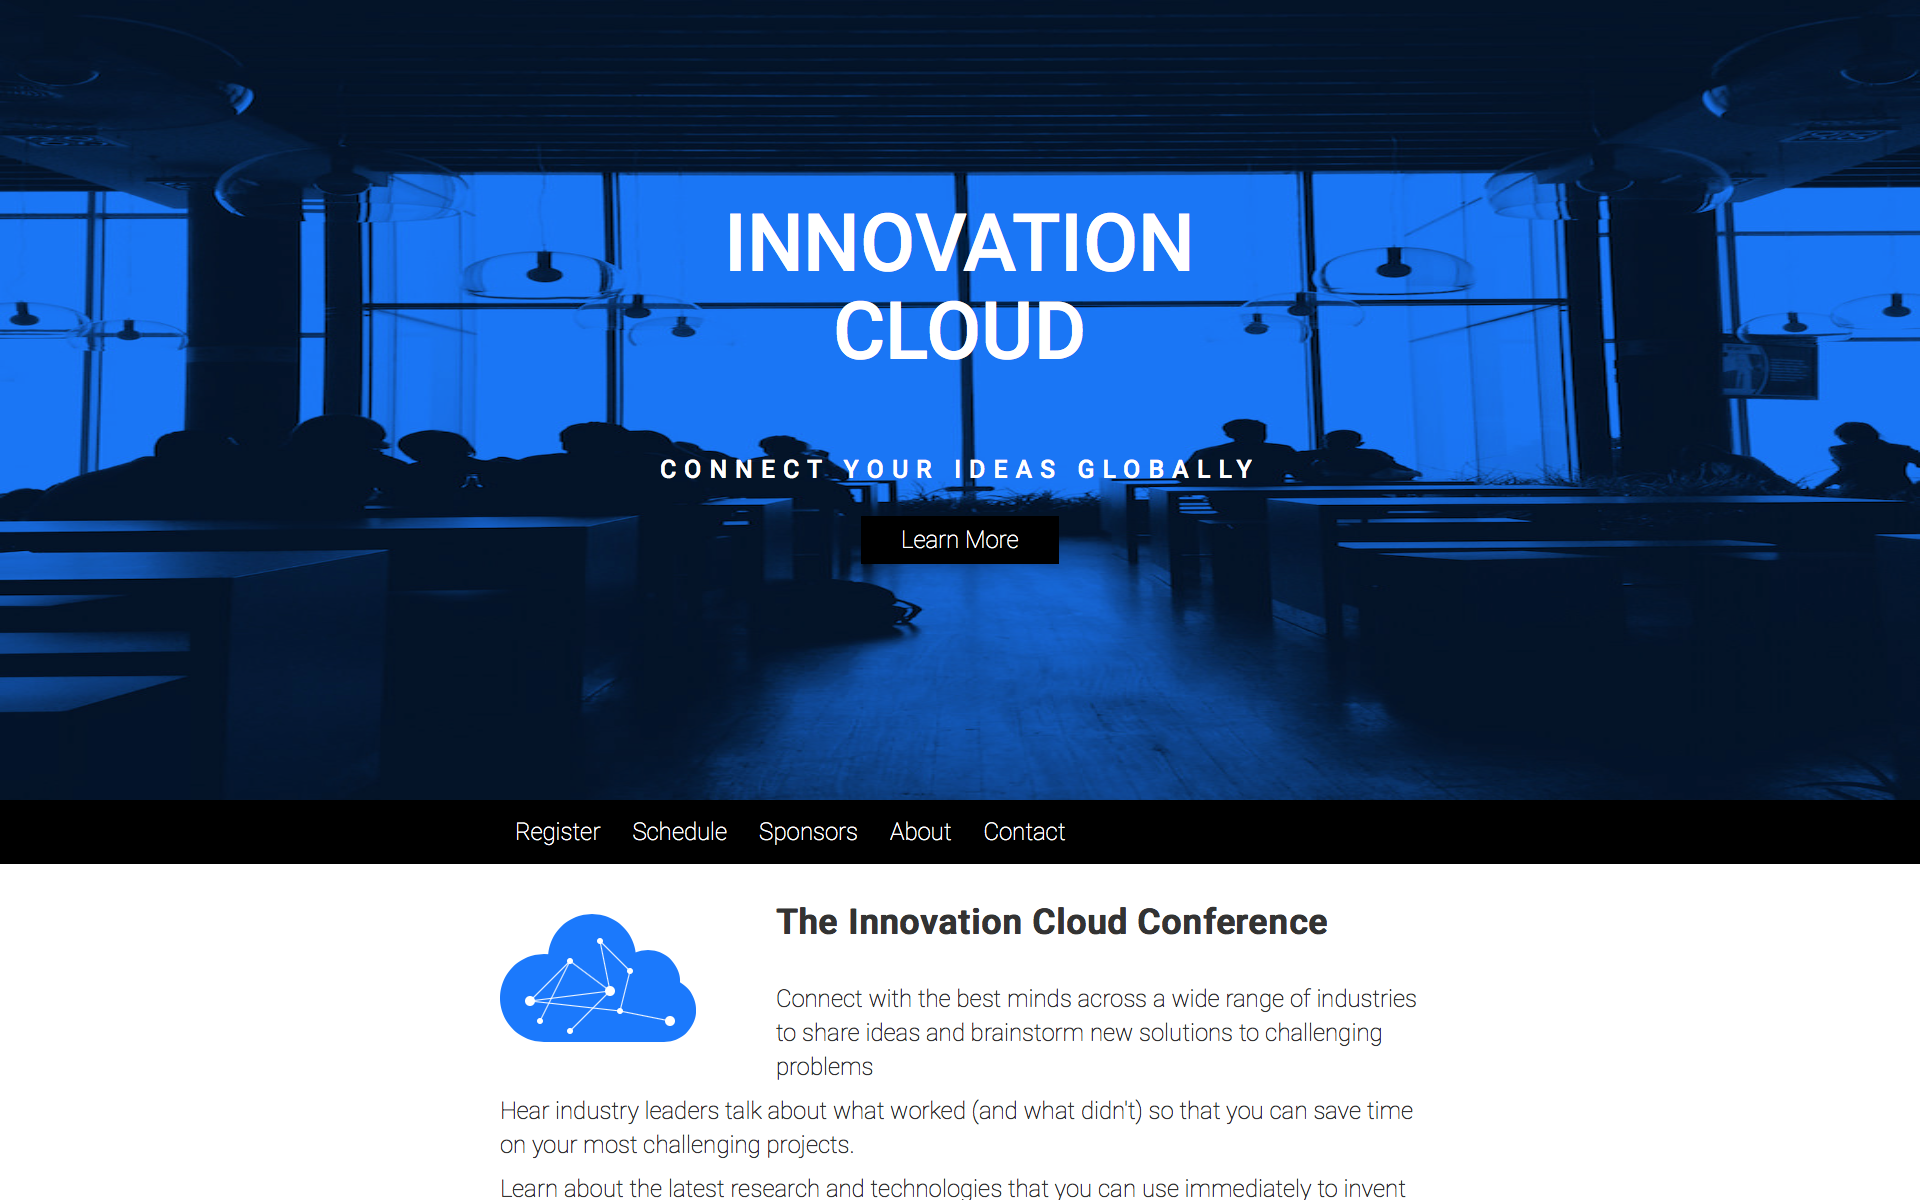 INNOVATION
CLOUD
CONNECT YOUR IDEAS GLOBALLY
Learn More
Register Schedule Sponsors About Contact
The Innovation Cloud Conference
Connect with the best minds across a wide range of industries
to share ideas and brainstorm new solutions to challenging
problems
Hear industry leaders talk about what worked (and what didn't) so that you can save time
on your most challenging projects.
Learn about the latest research and technologies that you can use immediately to invent